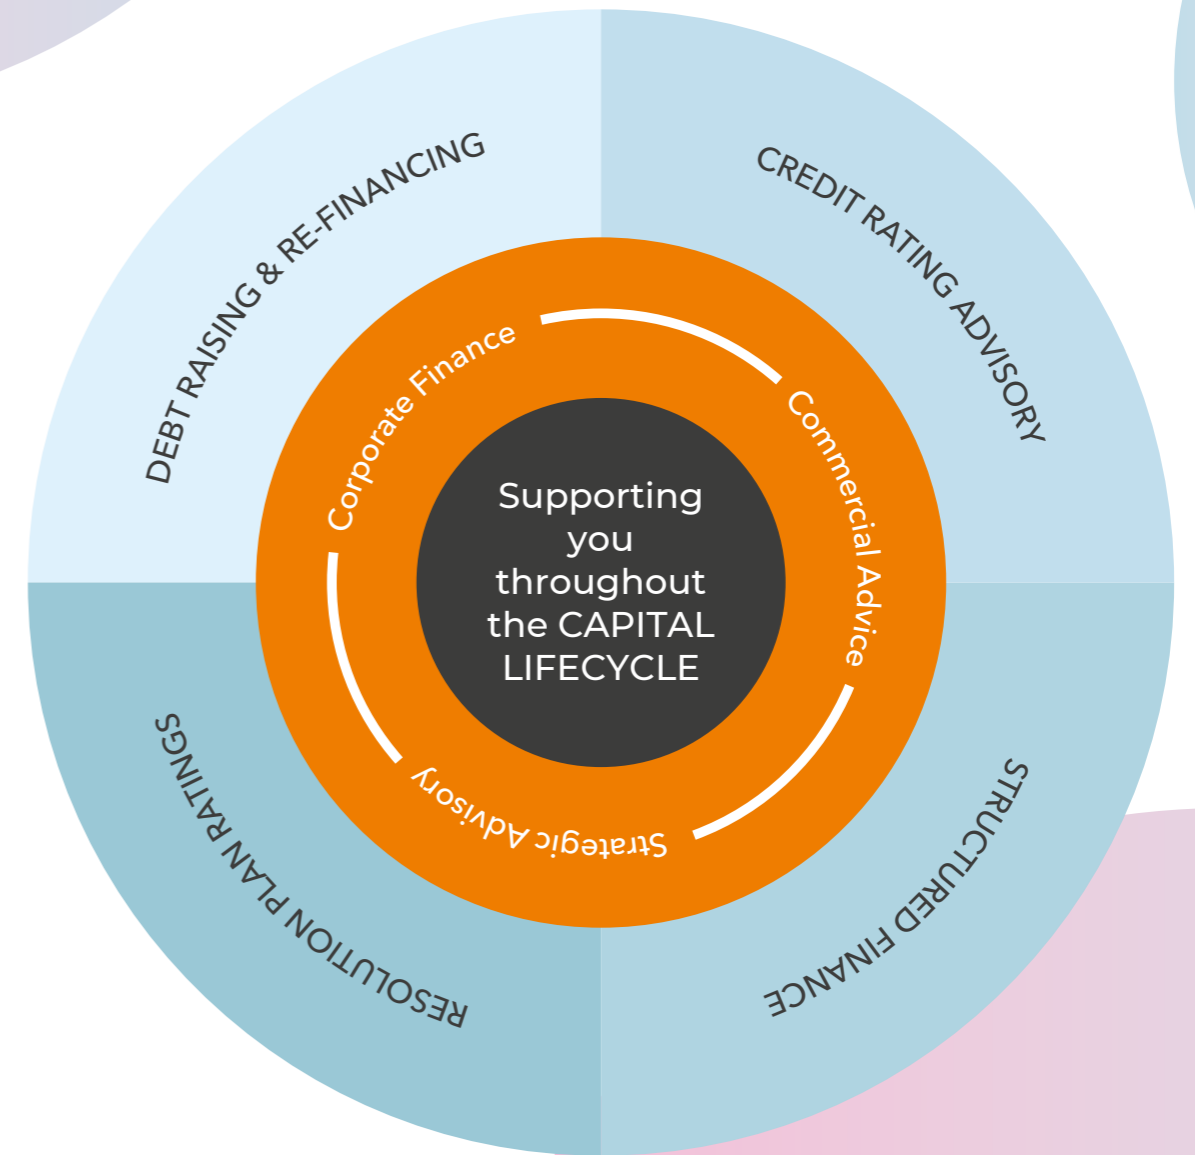 DEBT RAISING & RE-FINANCING
CREDIT RATING ADVISORY
STRUCTURED FINANCE
RESOLUTION PLAN RATINGS
Corporate Finance
Commercial Advice
Strategic Advisory
Supporting
you
throughout
the CAPITAL
LIFECYCLE